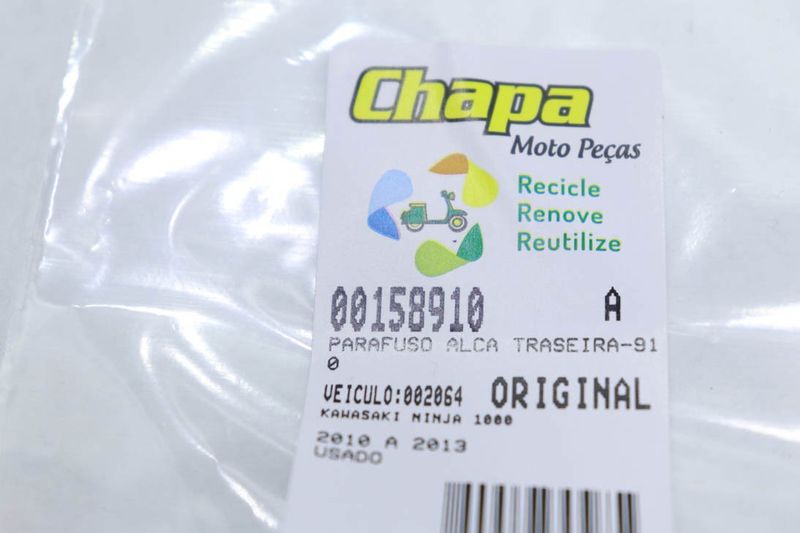 Chapa
Moto Peças
Recicle
Renove
Reutilize
00158910 A
PARAFUSO ALCA TRASEIRA-91
0
VEICULO:002064 ORIGINAL
KAWASAKI NINJA 1000
2010 A 2013
USADO